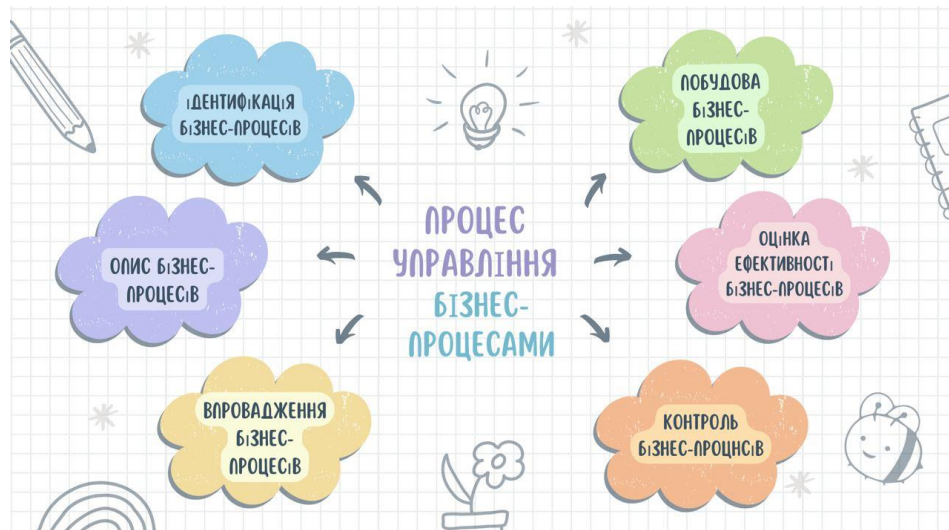 ІДЕНТИФІКАЦІЯ
БІЗНЕС-ПРОЦЕСІВ
ПОБУДОВА
БІЗНЕС-
ПРОЦЕСІВ
ПРОЦЕС
УПРАВЛІННЯ
БІЗНЕС-
ПРОЦЕСАМИ
ОПИС БІЗНЕС-
ПРОЦЕСІВ
ОЦІНКА
ЕФЕКТИВНОСТІ
БІЗНЕС-ПРОЦЕСІВ
ВПРОВАДЖЕННЯ
БІЗНЕС-
ПРОЦЕСІВ
КОНТРОЛЬ
БІЗНЕС-ПРОЦНСІВ